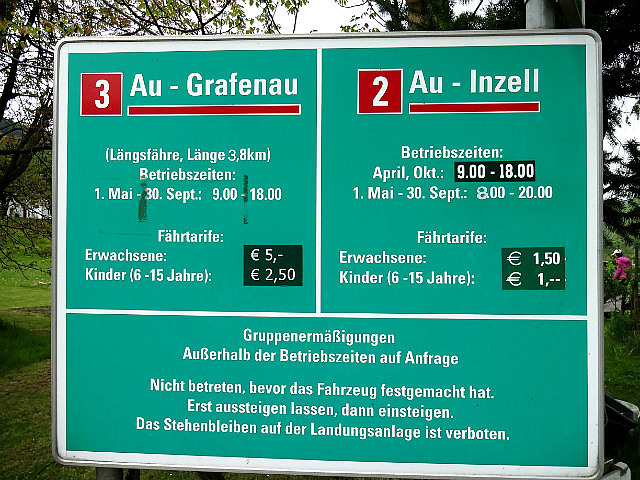 3 Au - Grafenau
(Längsfähre, Länge 3,8km)
Betriebszeiten:
1. Mai - 30. Sept.: 9.00 - 18.00
Fährtarife:
Erwachsene: € 5,-
Kinder (6 -15 Jahre): € 2,50
2 Au - Inzell
Betriebszeiten:
April, Okt.: 9.00 - 18.00
1. Mai - 30. Sept.: 8.00 - 20.00
Fährtarife:
Erwachsene: € 1,50
Kinder (6 -15 Jahre): € 1,--
Gruppenermäßigungen
Außerhalb der Betriebszeiten auf Anfrage
Nicht betreten, bevor das Fahrzeug festgemacht hat.
Erst aussteigen lassen, dann einsteigen.
Das Stehenbleiben auf der Landungsanlage ist verboten.